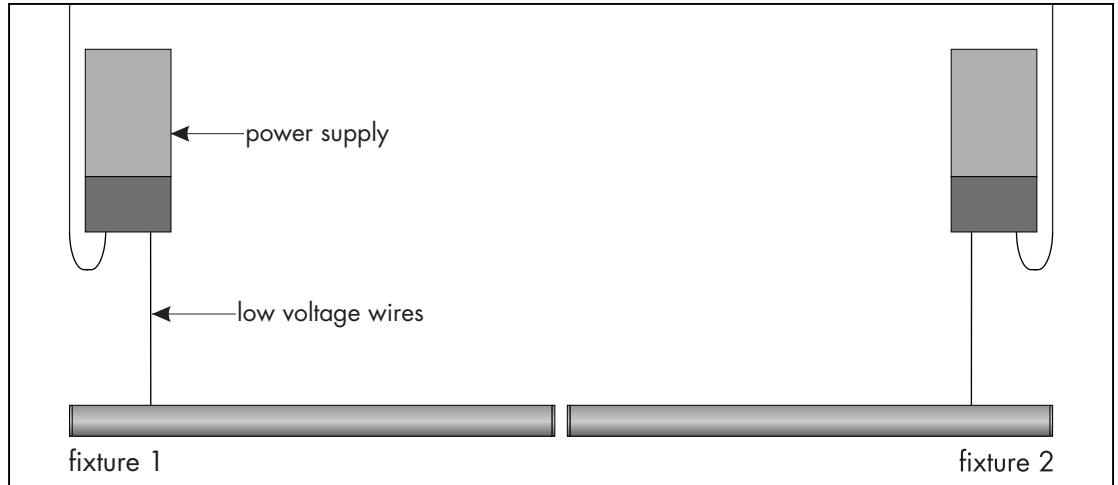 power supply
low voltage wires
fixture 1
fixture 2